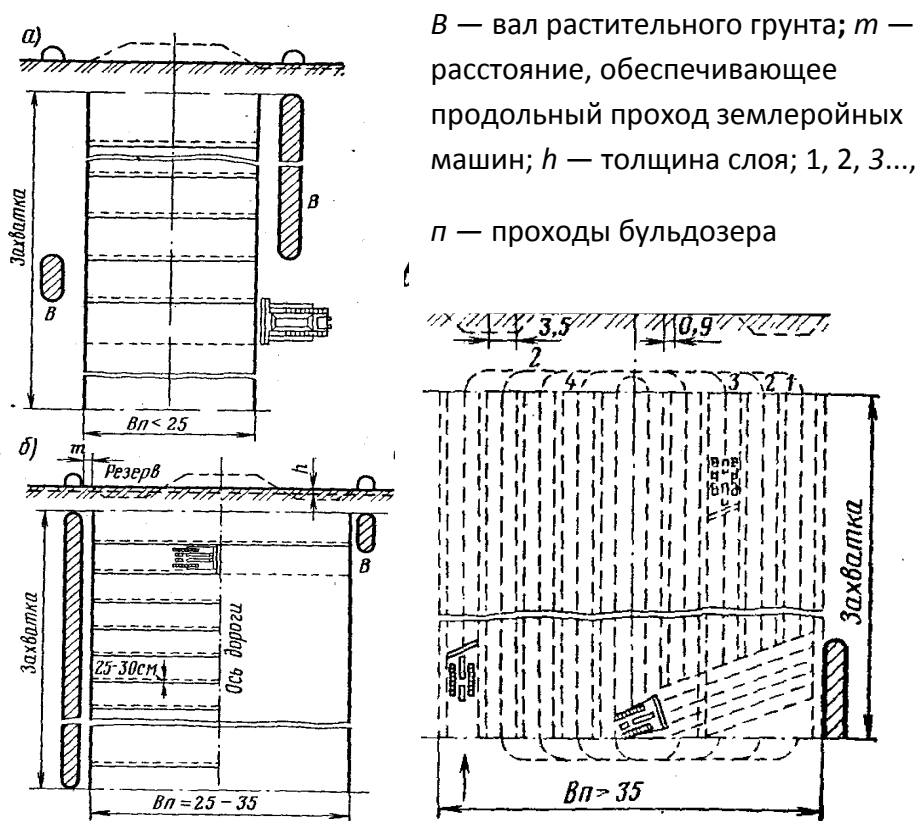 В — вал растительного грунта; m —
расстояние, обеспечивающее
продольный проход землеройных
машин; h — толщина слоя; 1, 2, 3...,
п — проходы бульдозера
а)
Захватка
В
В
Вп < 25
б)
m
Резерв
h
Захватка
В
25-30см
Ось дороги
Вп = 25 - 35
3,5
0,9
2
4
3
2
1
Захватка
Вп > 35